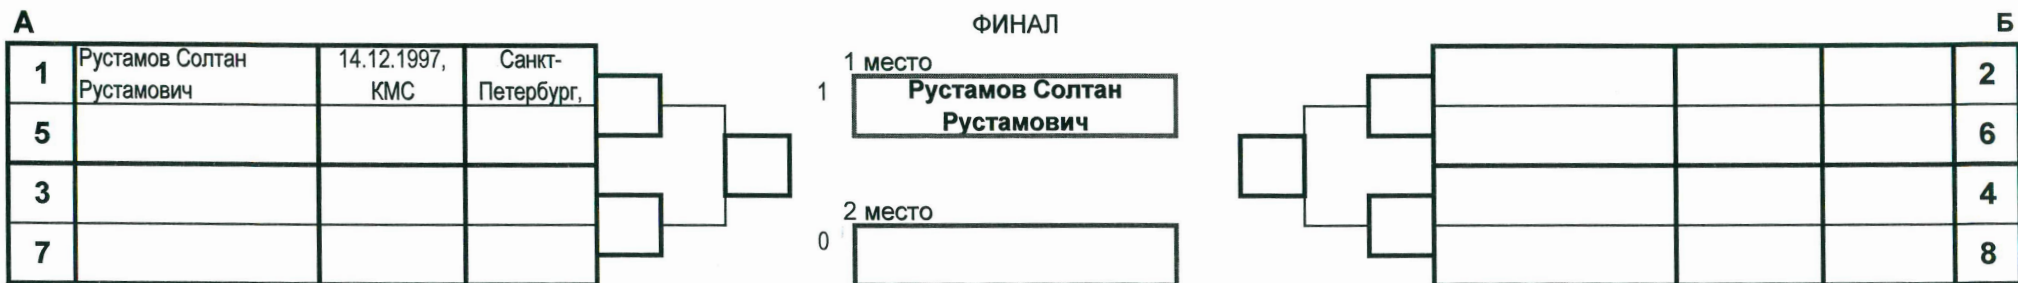 А
ФИНАЛ
Б
1
Рустамов Солтан
Рустамович
14.12.1997,
КМС
Санкт-
Петербург,
5
3
7
1 место
1
Рустамов Солтан
Рустамович
2 место
0
2
6
4
8